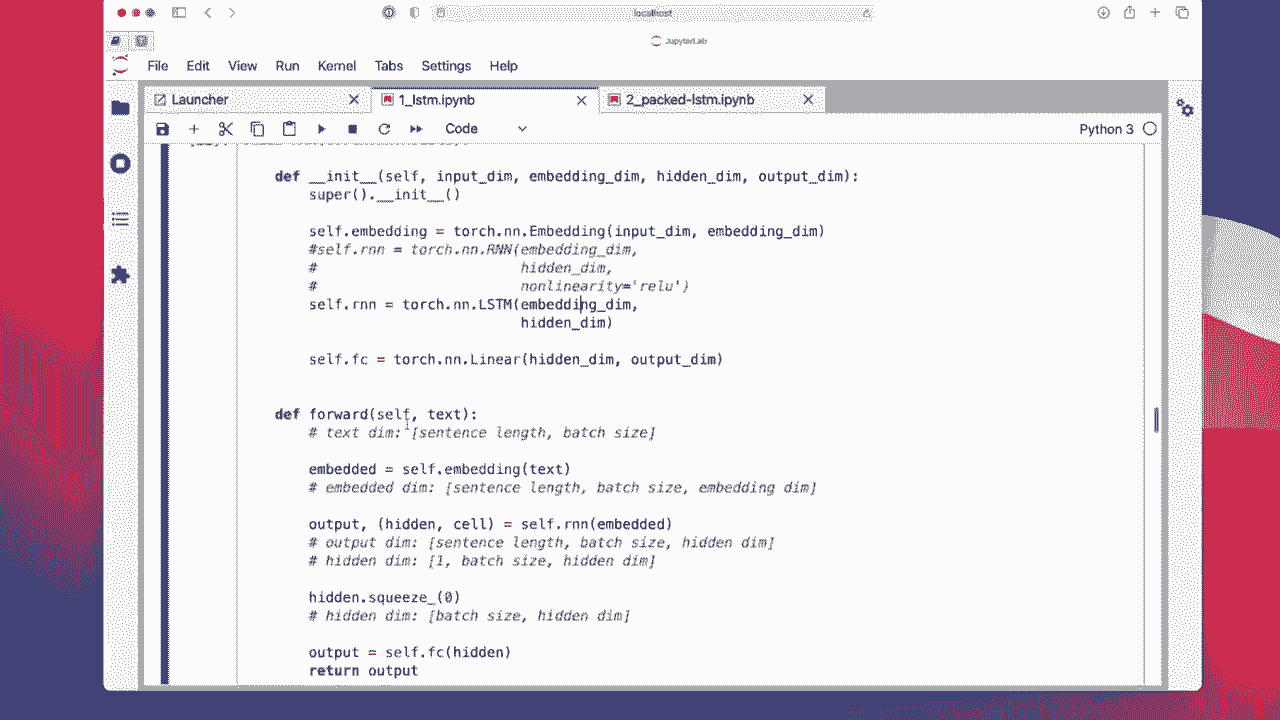 localhost
JupyterLab
File Edit View Run Kernel Tabs Settings Help
Launcher 1_lstm.ipynb 2_packed-lstm.ipynb
Code Python 3
def __init__(self, input_dim, embedding_dim, hidden_dim, output_dim):
super().__init__()
self.embedding = torch.nn.Embedding(input_dim, embedding_dim)
#self.rnn = torch.nn.RNN(embedding_dim,
# hidden_dim,
# nonlinearity='relu')
self.rnn = torch.nn.LSTM(embedding_dim,
hidden_dim)
self.fc = torch.nn.Linear(hidden_dim, output_dim)
def forward(self, text):
# text dim: [sentence length, batch size]
embedded = self.embedding(text)
# embedded dim: [sentence length, batch size, embedding dim]
output, (hidden, cell) = self.rnn(embedded)
# output dim: [sentence length, batch size, hidden dim]
# hidden dim: [1, batch size, hidden dim]
hidden.squeeze_(0)
# hidden dim: [batch size, hidden dim]
output = self.fc(hidden)
return output